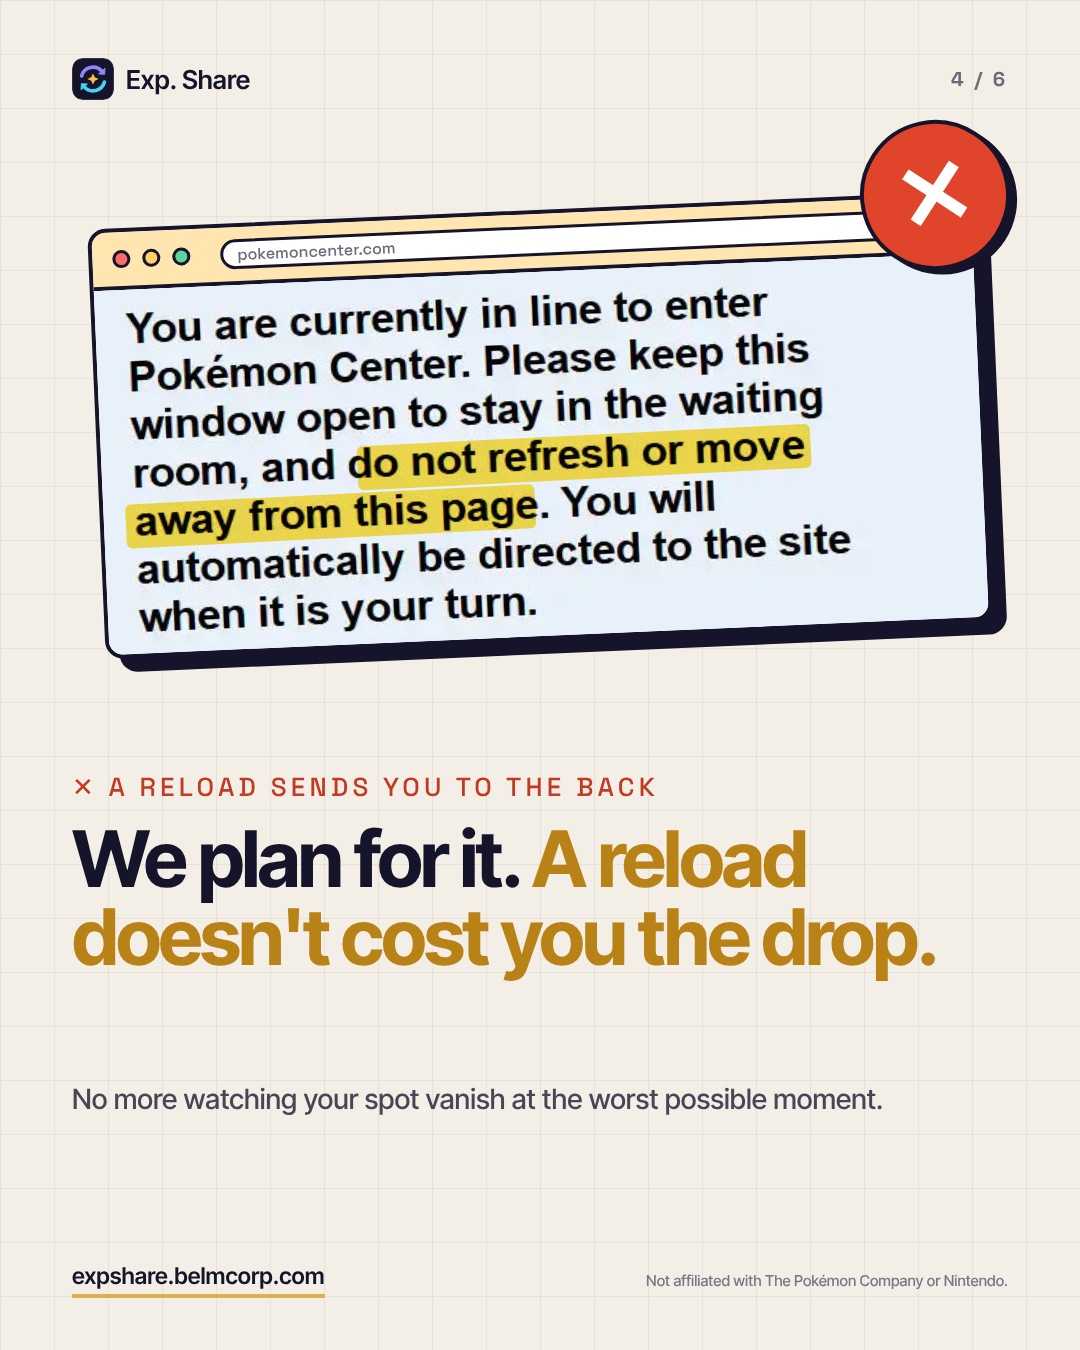 Exp. Share
4 / 6
pokemoncenter.com
You are currently in line to enter
Pokémon Center. Please keep this
window open to stay in the waiting
room, and do not refresh or move
away from this page. You will
automatically be directed to the site
when it is your turn.
✕ A RELOAD SENDS YOU TO THE BACK
We plan for it. A reload
doesn't cost you the drop.
No more watching your spot vanish at the worst possible moment.
expshare.belmcorp.com
Not affiliated with The Pokémon Company or Nintendo.